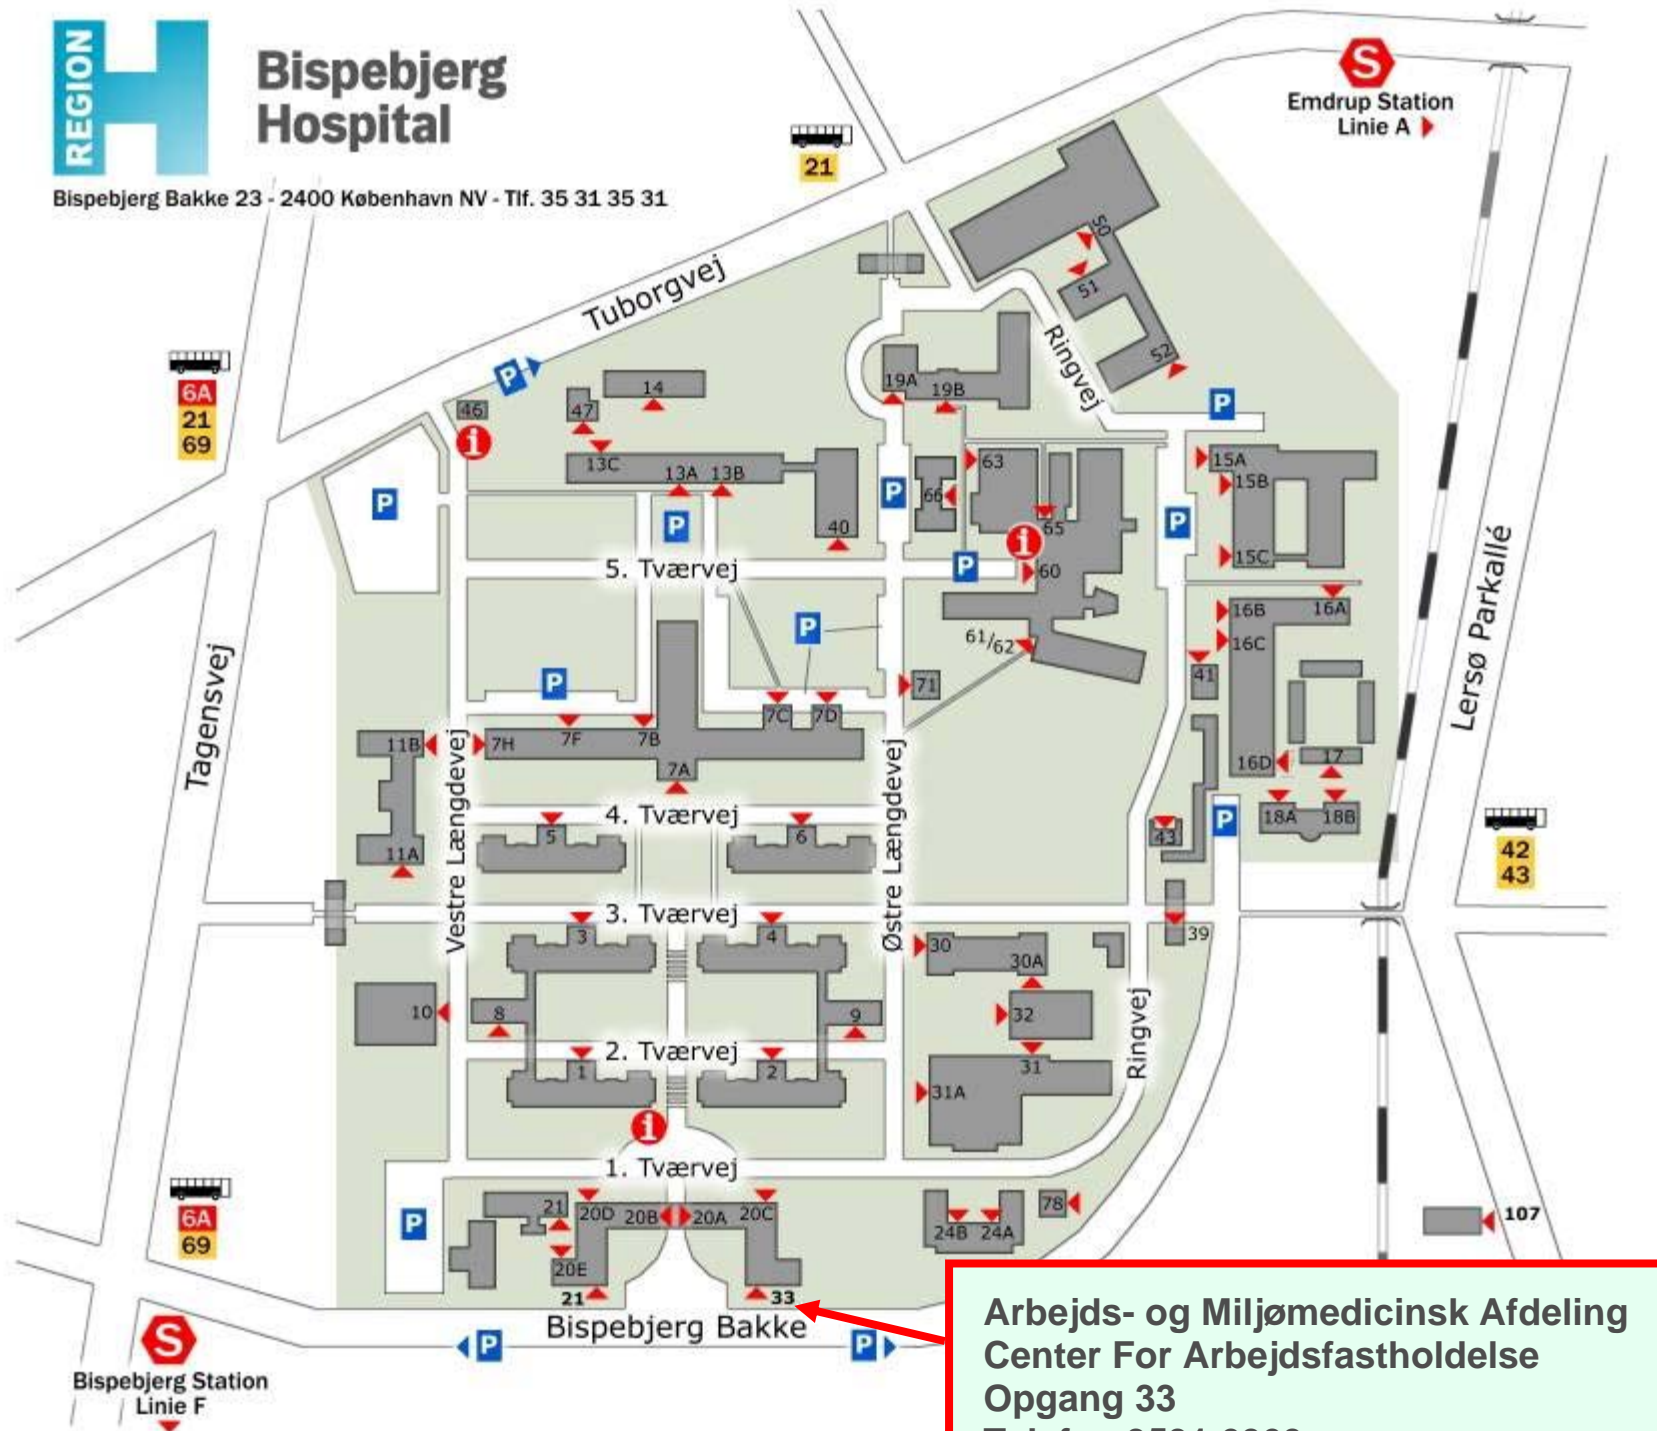 REGION
H
Bispebjerg
Hospital
Bispebjerg Bakke 23 - 2400 København NV - Tlf. 35 31 35 31
S
Emdrup Station
Linie A
21
6A
21
69
Tuborgvej
P
46
47
14
i
13C
13A
13B
40
P
P
5. Tværvej
19A
19B
50
51
52
Ringvej
P
P
66
63
65
i
60
P
61/62
P
15A
15B
15C
P
16A
16B
16C
41
16D
17
18A
18B
43
P
39
Lersø Parkallé
42
43
Tagensvej
P
11B
7H
7F
7B
7A
7C
7D
71
Vestre Længdevej
Østre Længdevej
4. Tværvej
11A
5
6
3. Tværvej
3
4
30
30A
10
8
9
32
2. Tværvej
1
2
31
31A
Ringvej
i
1. Tværvej
6A
69
P
21
20D
20B
20A
20C
20E
24B
24A
78
107
21
33
Bispebjerg Bakke
P
P
S
Bispebjerg Station
Linie F
Arbejds- og Miljømedicinsk Afdeling
Center For Arbejdsfastholdelse
Opgang 33